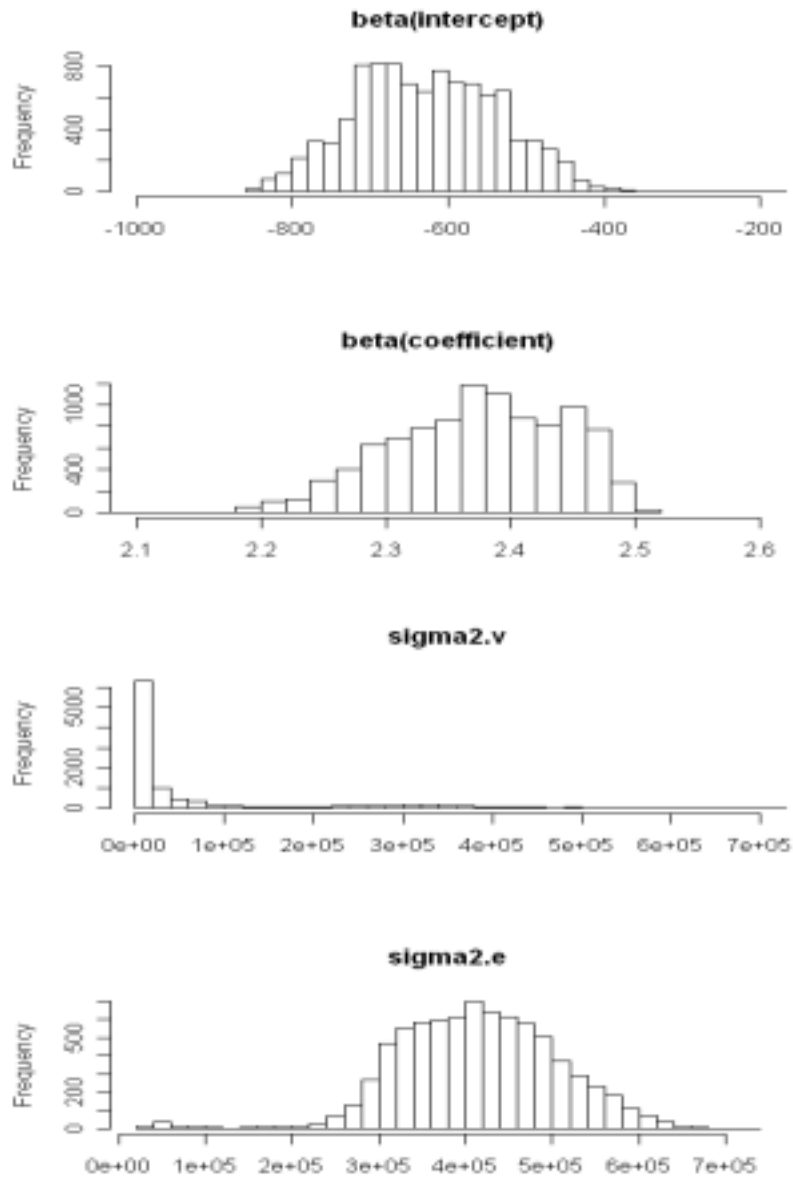 beta(intercept)
Frequency
800
400
0
-1000 -800 -600 -400 -200
beta(coefficient)
Frequency
1000
400
0
2.1 2.2 2.3 2.4 2.5 2.6
sigma2.v
Frequency
5000
2000
0
0e+00 1e+05 2e+05 3e+05 4e+05 5e+05 6e+05 7e+05
sigma2.e
Frequency
500
200
0
0e+00 1e+05 2e+05 3e+05 4e+05 5e+05 6e+05 7e+05